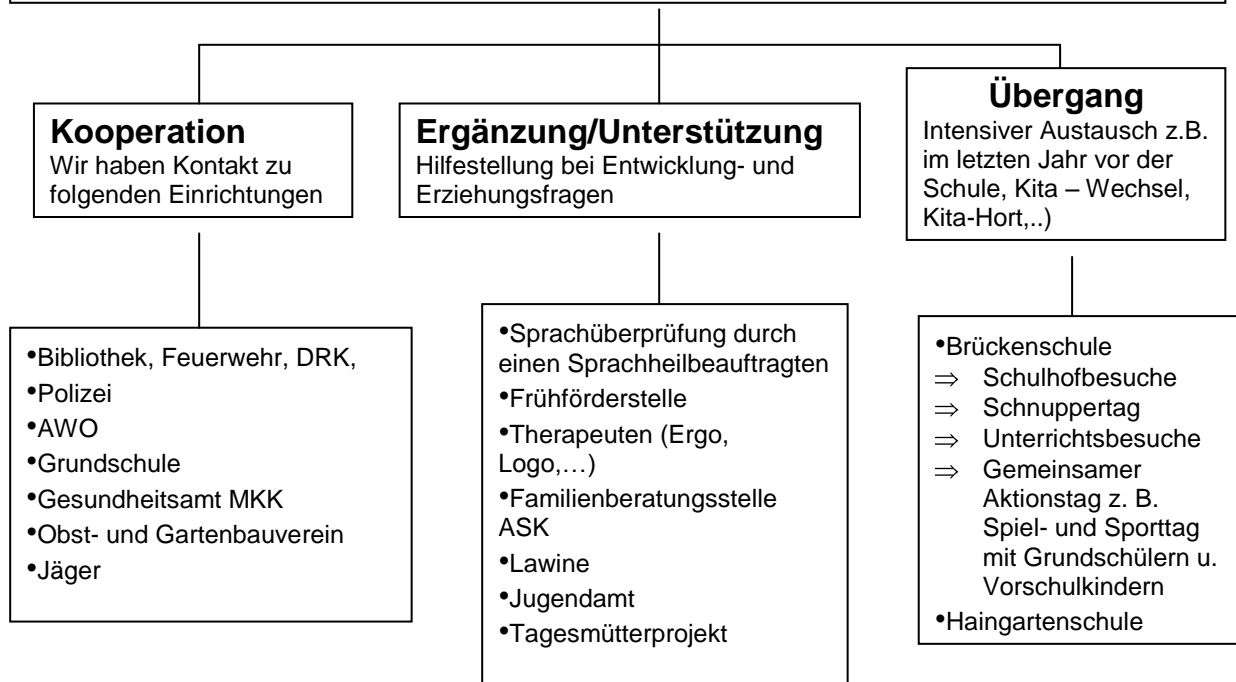 Kooperation
Wir haben Kontakt zu
folgenden Einrichtungen
Ergänzung/Unterstützung
Hilfestellung bei Entwicklung- und
Erziehungsfragen
Übergang
Intensiver Austausch z.B.
im letzten Jahr vor der
Schule, Kita – Wechsel,
Kita-Hort,..)
•Bibliothek, Feuerwehr, DRK,
•Polizei
•AWO
•Grundschule
•Gesundheitsamt MKK
•Obst- und Gartenbauverein
•Jäger
•Sprachüberprüfung durch
einen Sprachheilbeauftragten
•Frühförderstelle
•Therapeuten (Ergo,
Logo,…)
•Familienberatungsstelle
ASK
•Lawine
•Jugendamt
•Tagesmütterprojekt
•Brückenschule
⇒ Schulhofbesuche
⇒ Schnuppertag
⇒ Unterrichtsbesuche
⇒ Gemeinsamer
Aktionstag z. B.
Spiel- und Sporttag
mit Grundschülern u.
Vorschulkindern
•Haingartenschule